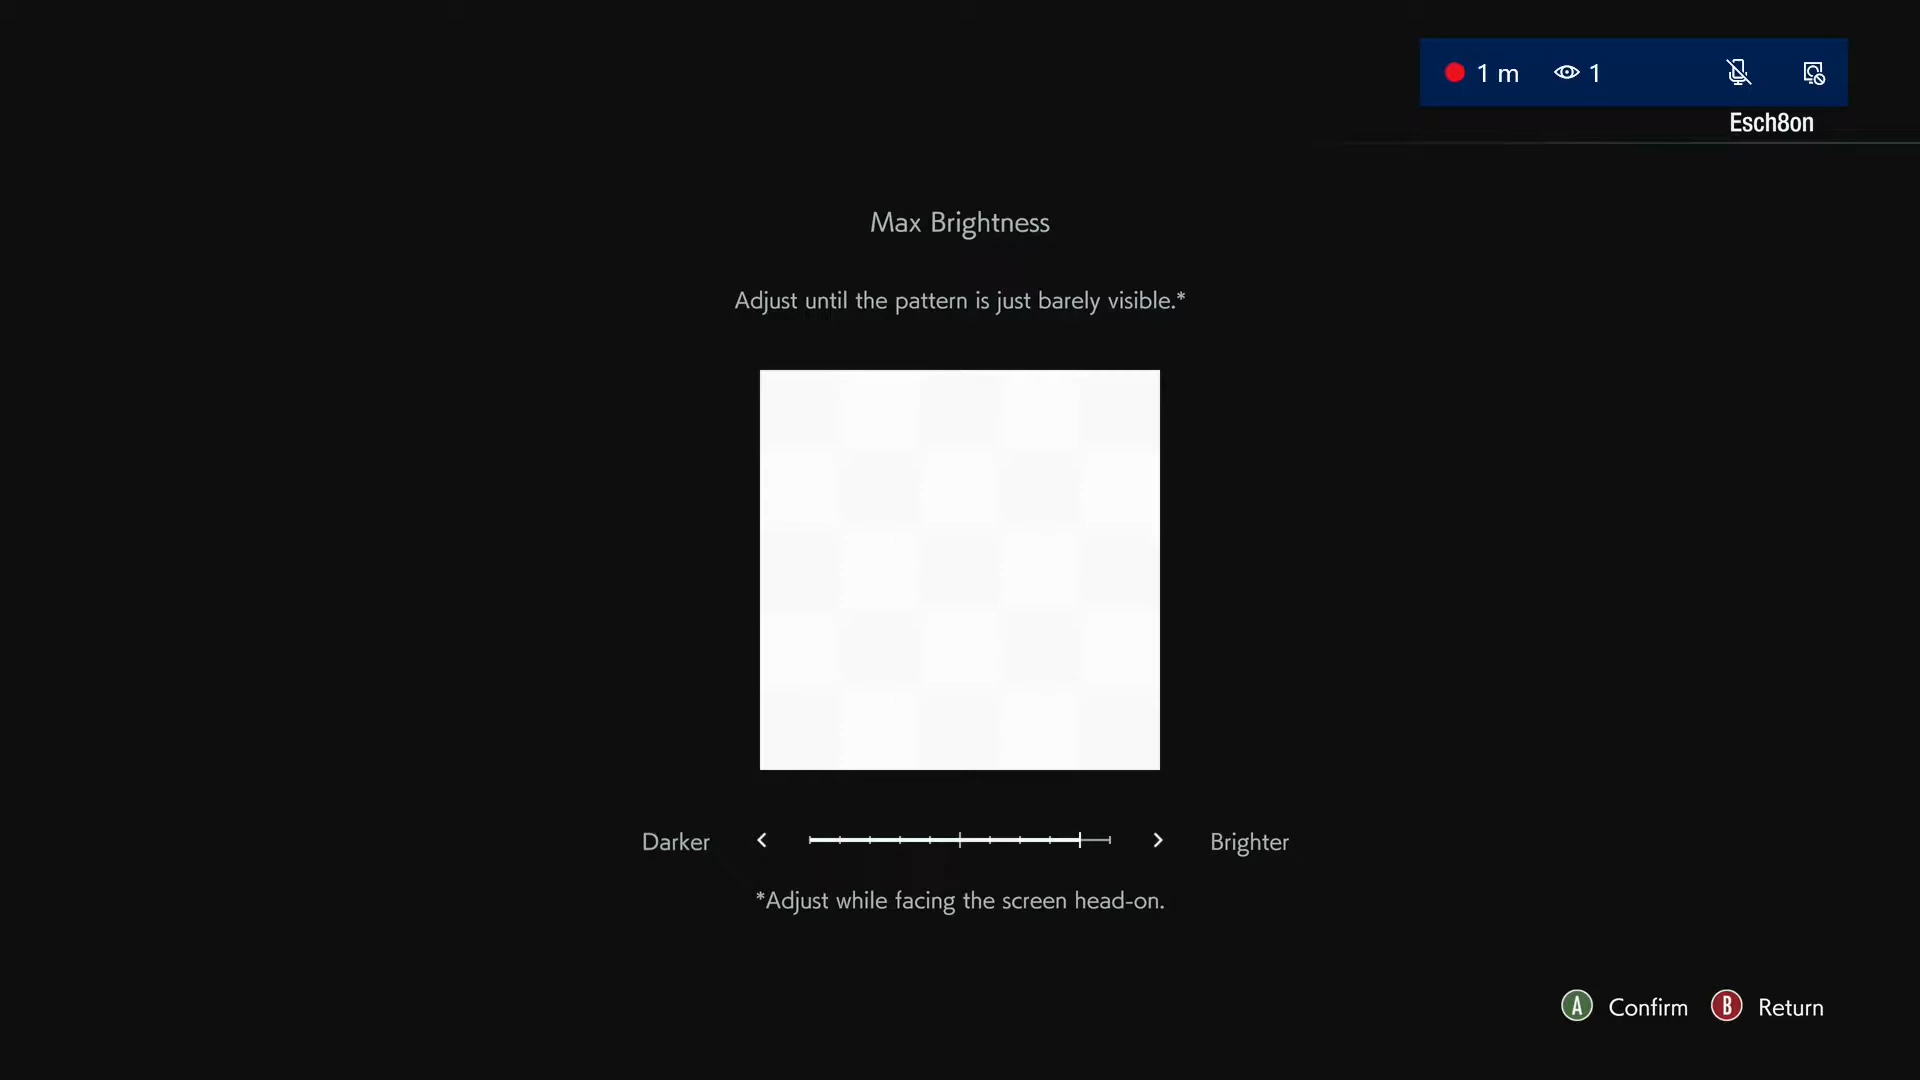 1 m 1
Esch8on
Max Brightness
Adjust until the pattern is just barely visible.*
Darker Brighter
*Adjust while facing the screen head-on.
A Confirm B Return